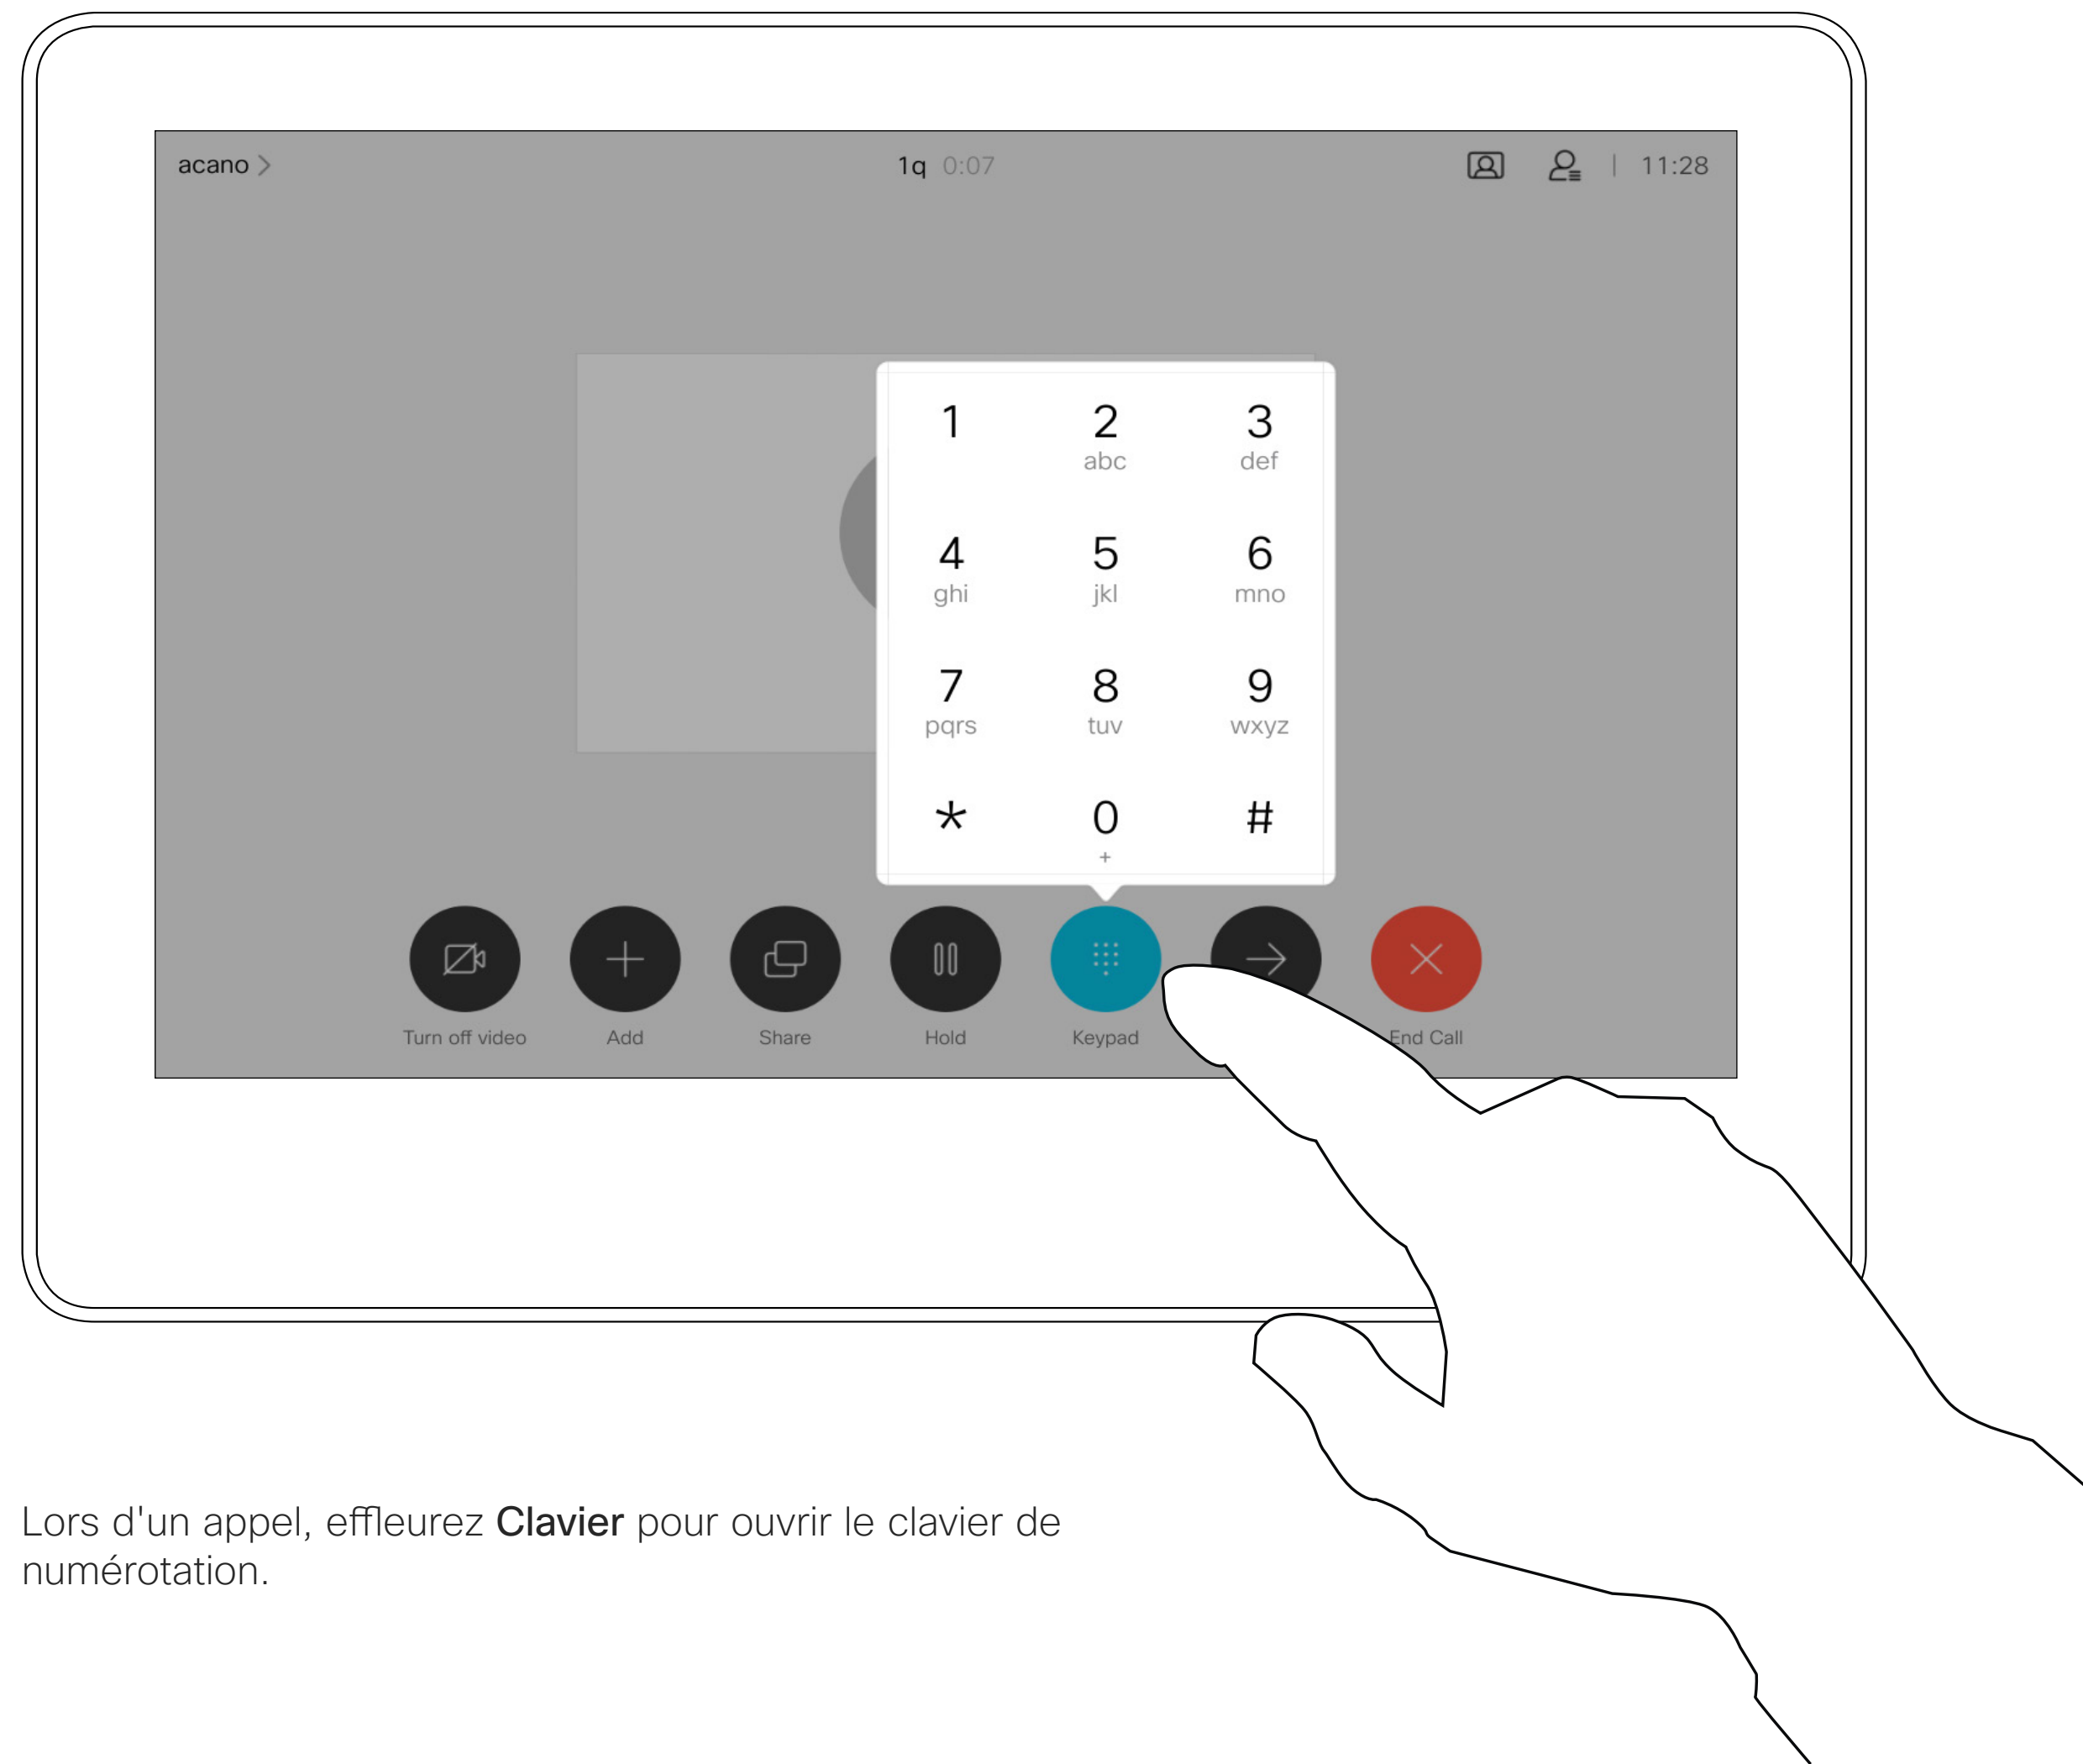 acano > 1q 0:07 | 11:28
1 2 3
abc def
4 5 6
ghi jkl mno
7 8 9
pqrs tuv wxyz
* 0 #
+
Turn off video Add Share Hold Keypad End Call
Lors d'un appel, effleurez Clavier pour ouvrir le clavier de
numérotation.